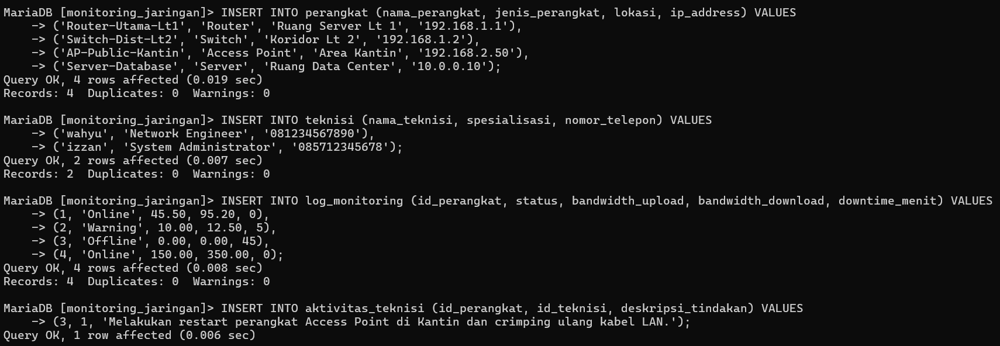 MariaDB [monitoring_jaringan]> INSERT INTO perangkat (nama_perangkat, jenis_perangkat, lokasi, ip_address) VALUES
    -> ('Router-Utama-Lt1', 'Router', 'Ruang Server Lt 1', '192.168.1.1'),
    -> ('Switch-Dist-Lt2', 'Switch', 'Koridor Lt 2', '192.168.1.2'),
    -> ('AP-Public-Kantin', 'Access Point', 'Area Kantin', '192.168.2.50'),
    -> ('Server-Database', 'Server', 'Ruang Data Center', '10.0.0.10');
Query OK, 4 rows affected (0.019 sec)
Records: 4  Duplicates: 0  Warnings: 0

MariaDB [monitoring_jaringan]> INSERT INTO teknisi (nama_teknisi, spesialisasi, nomor_telepon) VALUES
    -> ('wahyu', 'Network Engineer', '081234567890'),
    -> ('izzan', 'System Administrator', '085712345678');
Query OK, 2 rows affected (0.007 sec)
Records: 2  Duplicates: 0  Warnings: 0

MariaDB [monitoring_jaringan]> INSERT INTO log_monitoring (id_perangkat, status, bandwidth_upload, bandwidth_download, downtime_menit) VALUES
    -> (1, 'Online', 45.50, 95.20, 0),
    -> (2, 'Warning', 10.00, 12.50, 5),
    -> (3, 'Offline', 0.00, 0.00, 45),
    -> (4, 'Online', 150.00, 350.00, 0);
Query OK, 4 rows affected (0.008 sec)
Records: 4  Duplicates: 0  Warnings: 0

MariaDB [monitoring_jaringan]> INSERT INTO aktivitas_teknisi (id_perangkat, id_teknisi, deskripsi_tindakan) VALUES
    -> (3, 1, 'Melakukan restart perangkat Access Point di Kantin dan crimping ulang kabel LAN.');
Query OK, 1 row affected (0.006 sec)